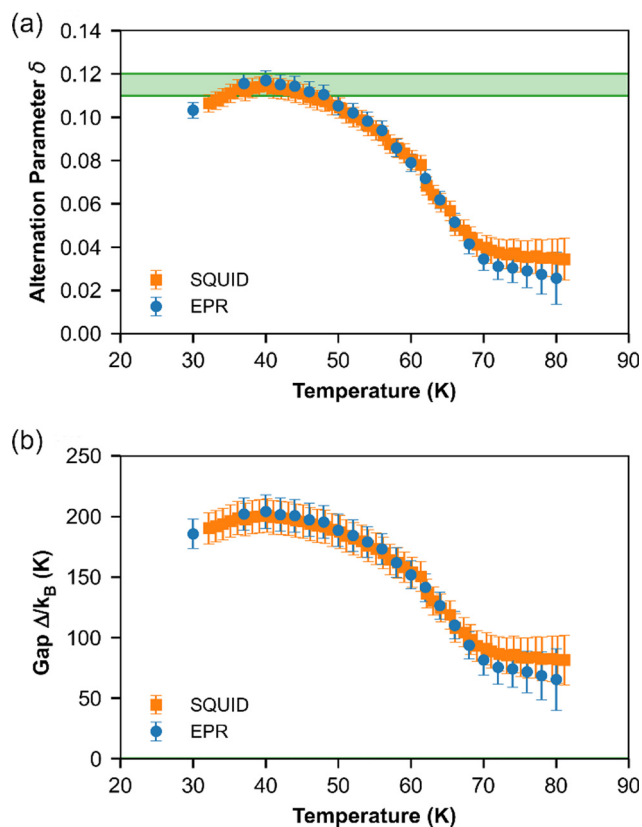 (a)
Alternation Parameter δ
0.14
0.12
0.10
0.08
0.06
0.04
0.02
0.00
SQUID
EPR
20 30 40 50 60 70 80 90
Temperature (K)
(b)
Gap Δ/kB (K)
250
200
150
100
50
0
SQUID
EPR
20 30 40 50 60 70 80 90
Temperature (K)